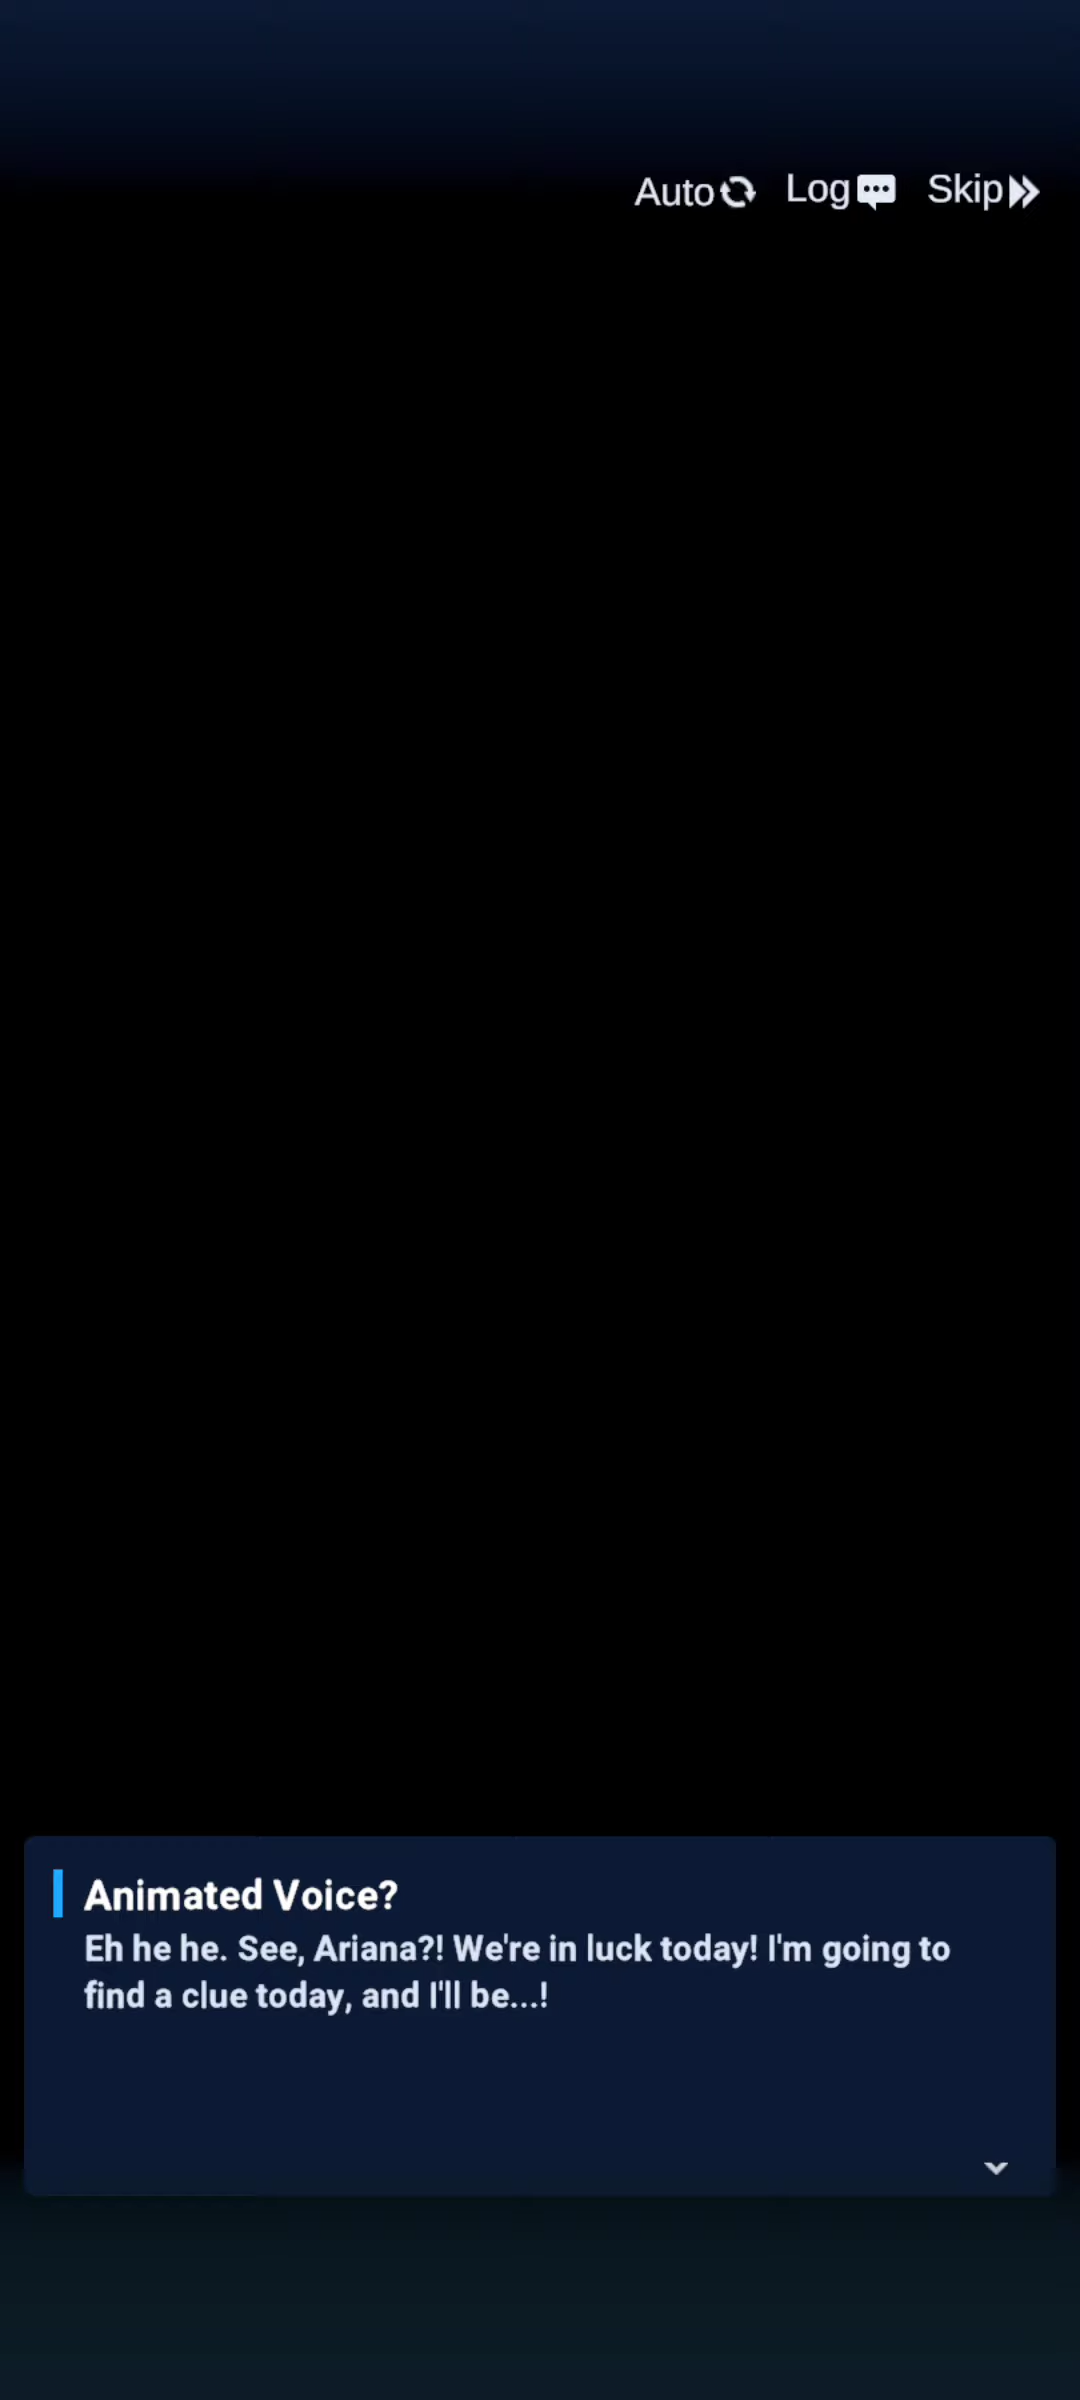 Auto Log Skip
Animated Voice?
Eh he he. See, Ariana?! We're in luck today! I'm going to
find a clue today, and I'll be...!